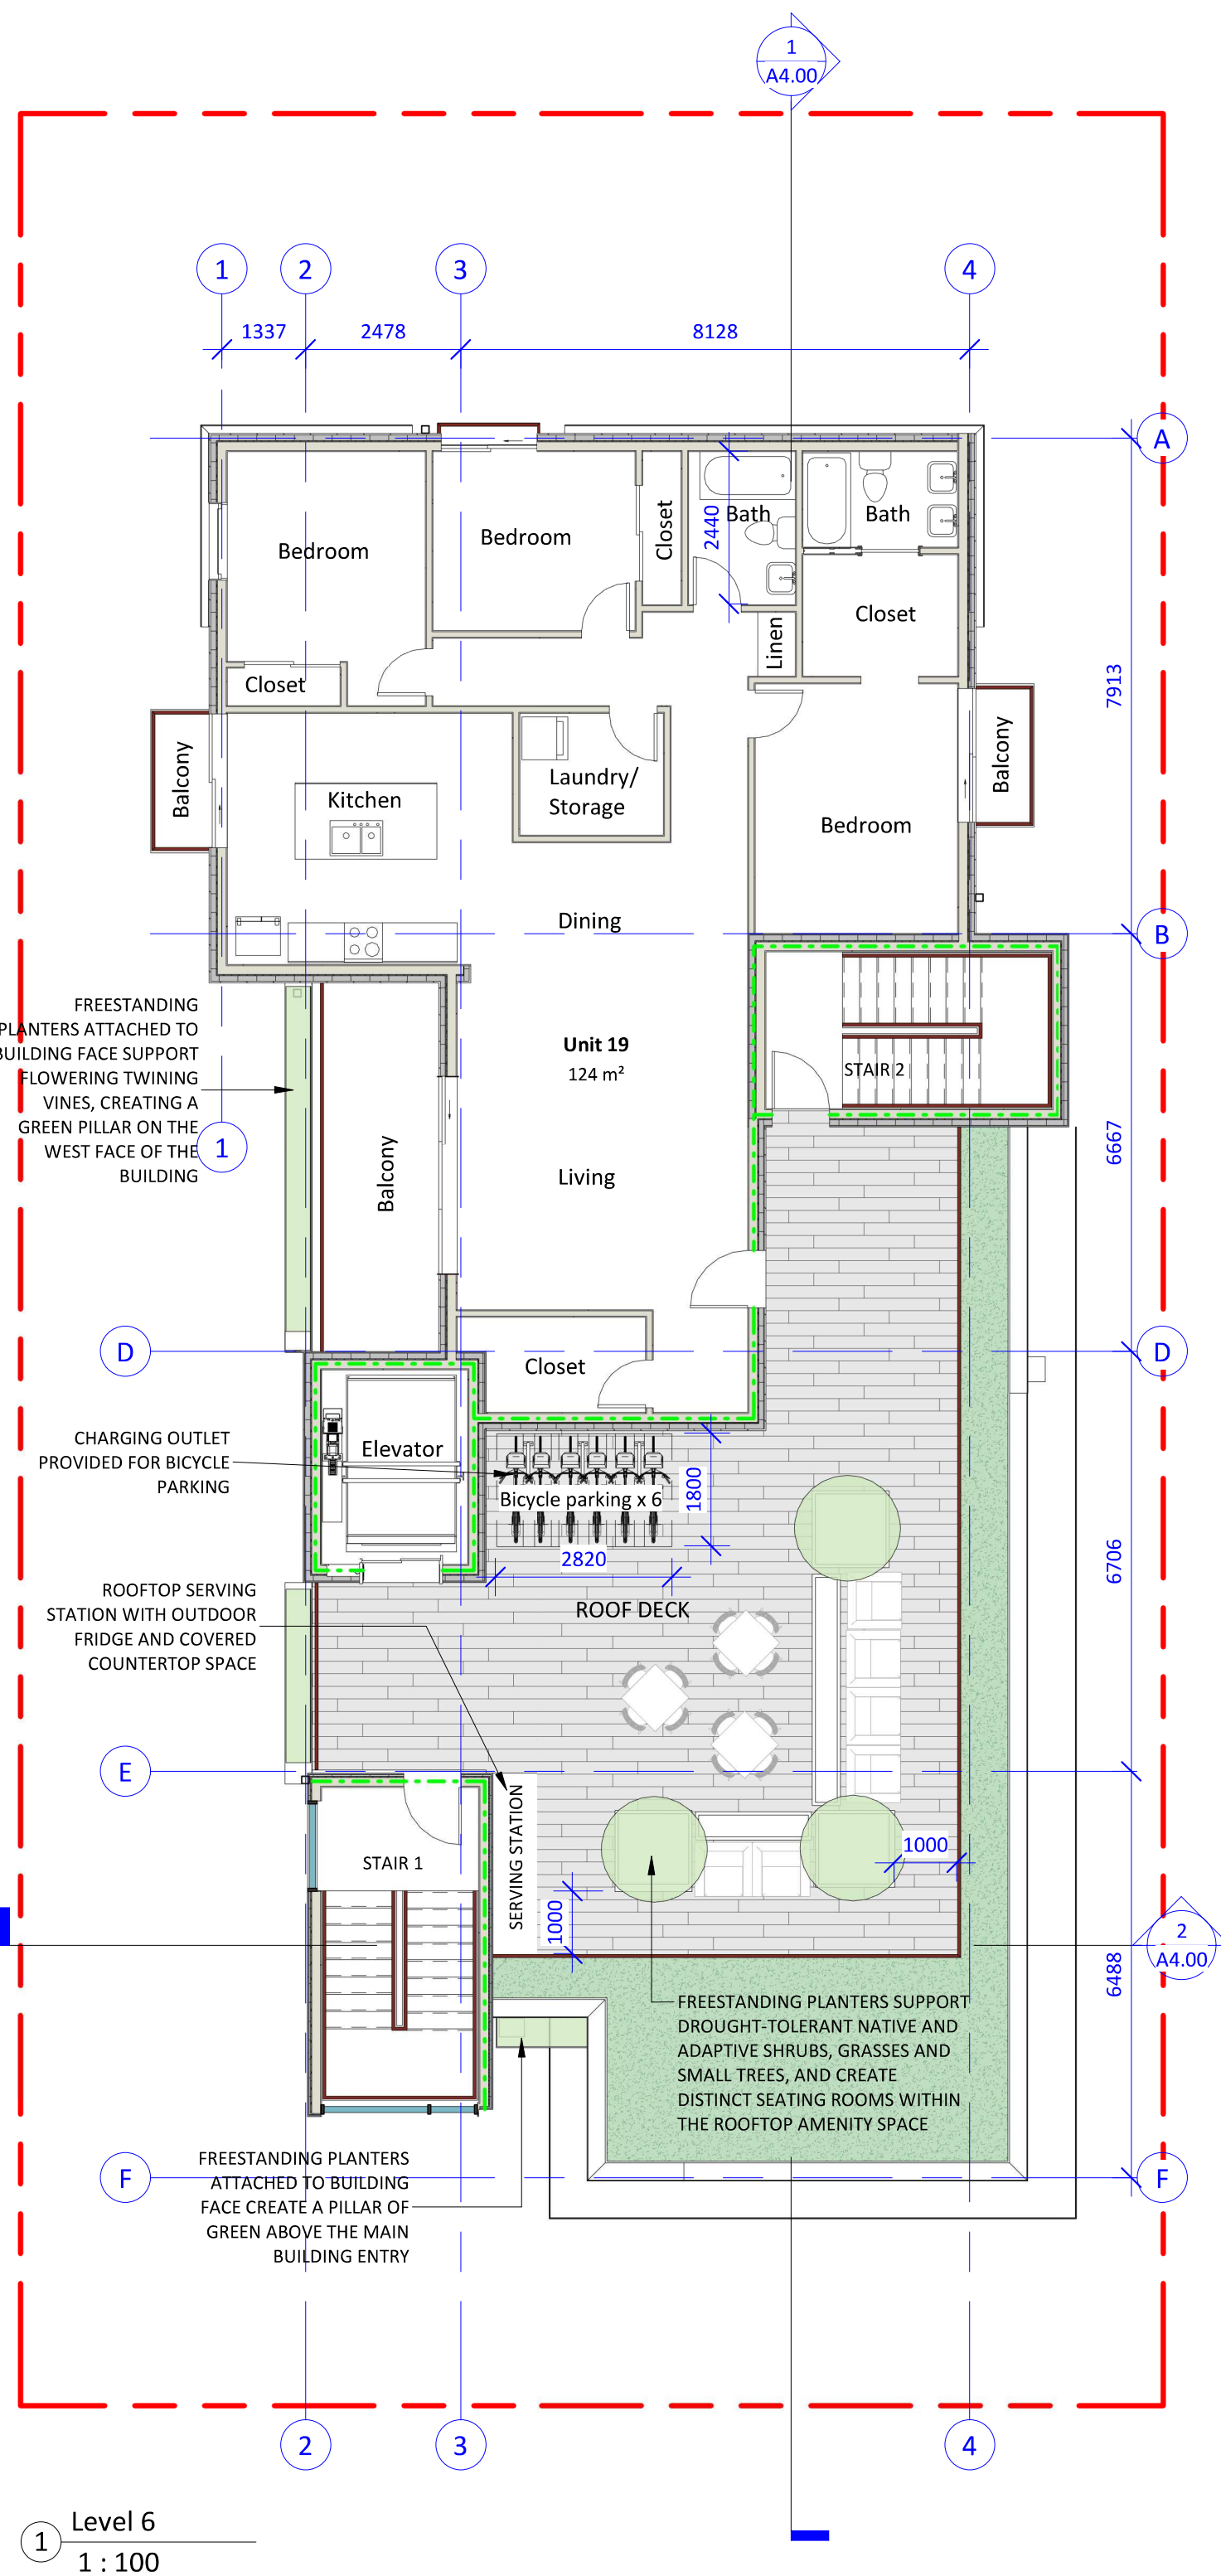 1
A4.00
1
2
3
4
1337
2478
8128
A
Bedroom
Bedroom
Closet
2440
Bath
Bath
Closet
Linen
Closet
7913
Balcony
Kitchen
Laundry/
Storage
Balcony
Bedroom
Dining
B
FREESTANDING
PLANTERS ATTACHED TO
BUILDING FACE SUPPORT
FLOWERING TWINING
VINES, CREATING A
GREEN PILLAR ON THE
WEST FACE OF THE
BUILDING
1
Unit 19
124 m²
STAIR 2
6667
Balcony
Living
D
D
Closet
CHARGING OUTLET
PROVIDED FOR BICYCLE
PARKING
Elevator
Bicycle parking x 6
1800
2820
6706
ROOFTOP SERVING
STATION WITH OUTDOOR
FRIDGE AND COVERED
COUNTERTOP SPACE
ROOF DECK
E
STAIR 1
SERVING STATION
1000
1000
2
A4.00
6488
FREESTANDING PLANTERS SUPPORT
DROUGHT-TOLERANT NATIVE AND
ADAPTIVE SHRUBS, GRASSES AND
SMALL TREES, AND CREATE
DISTINCT SEATING ROOMS WITHIN
THE ROOFTOP AMENITY SPACE
FREESTANDING PLANTERS
ATTACHED TO BUILDING
FACE CREATE A PILLAR OF
GREEN ABOVE THE MAIN
BUILDING ENTRY
F
F
2
3
4
1
Level 6
1 : 100